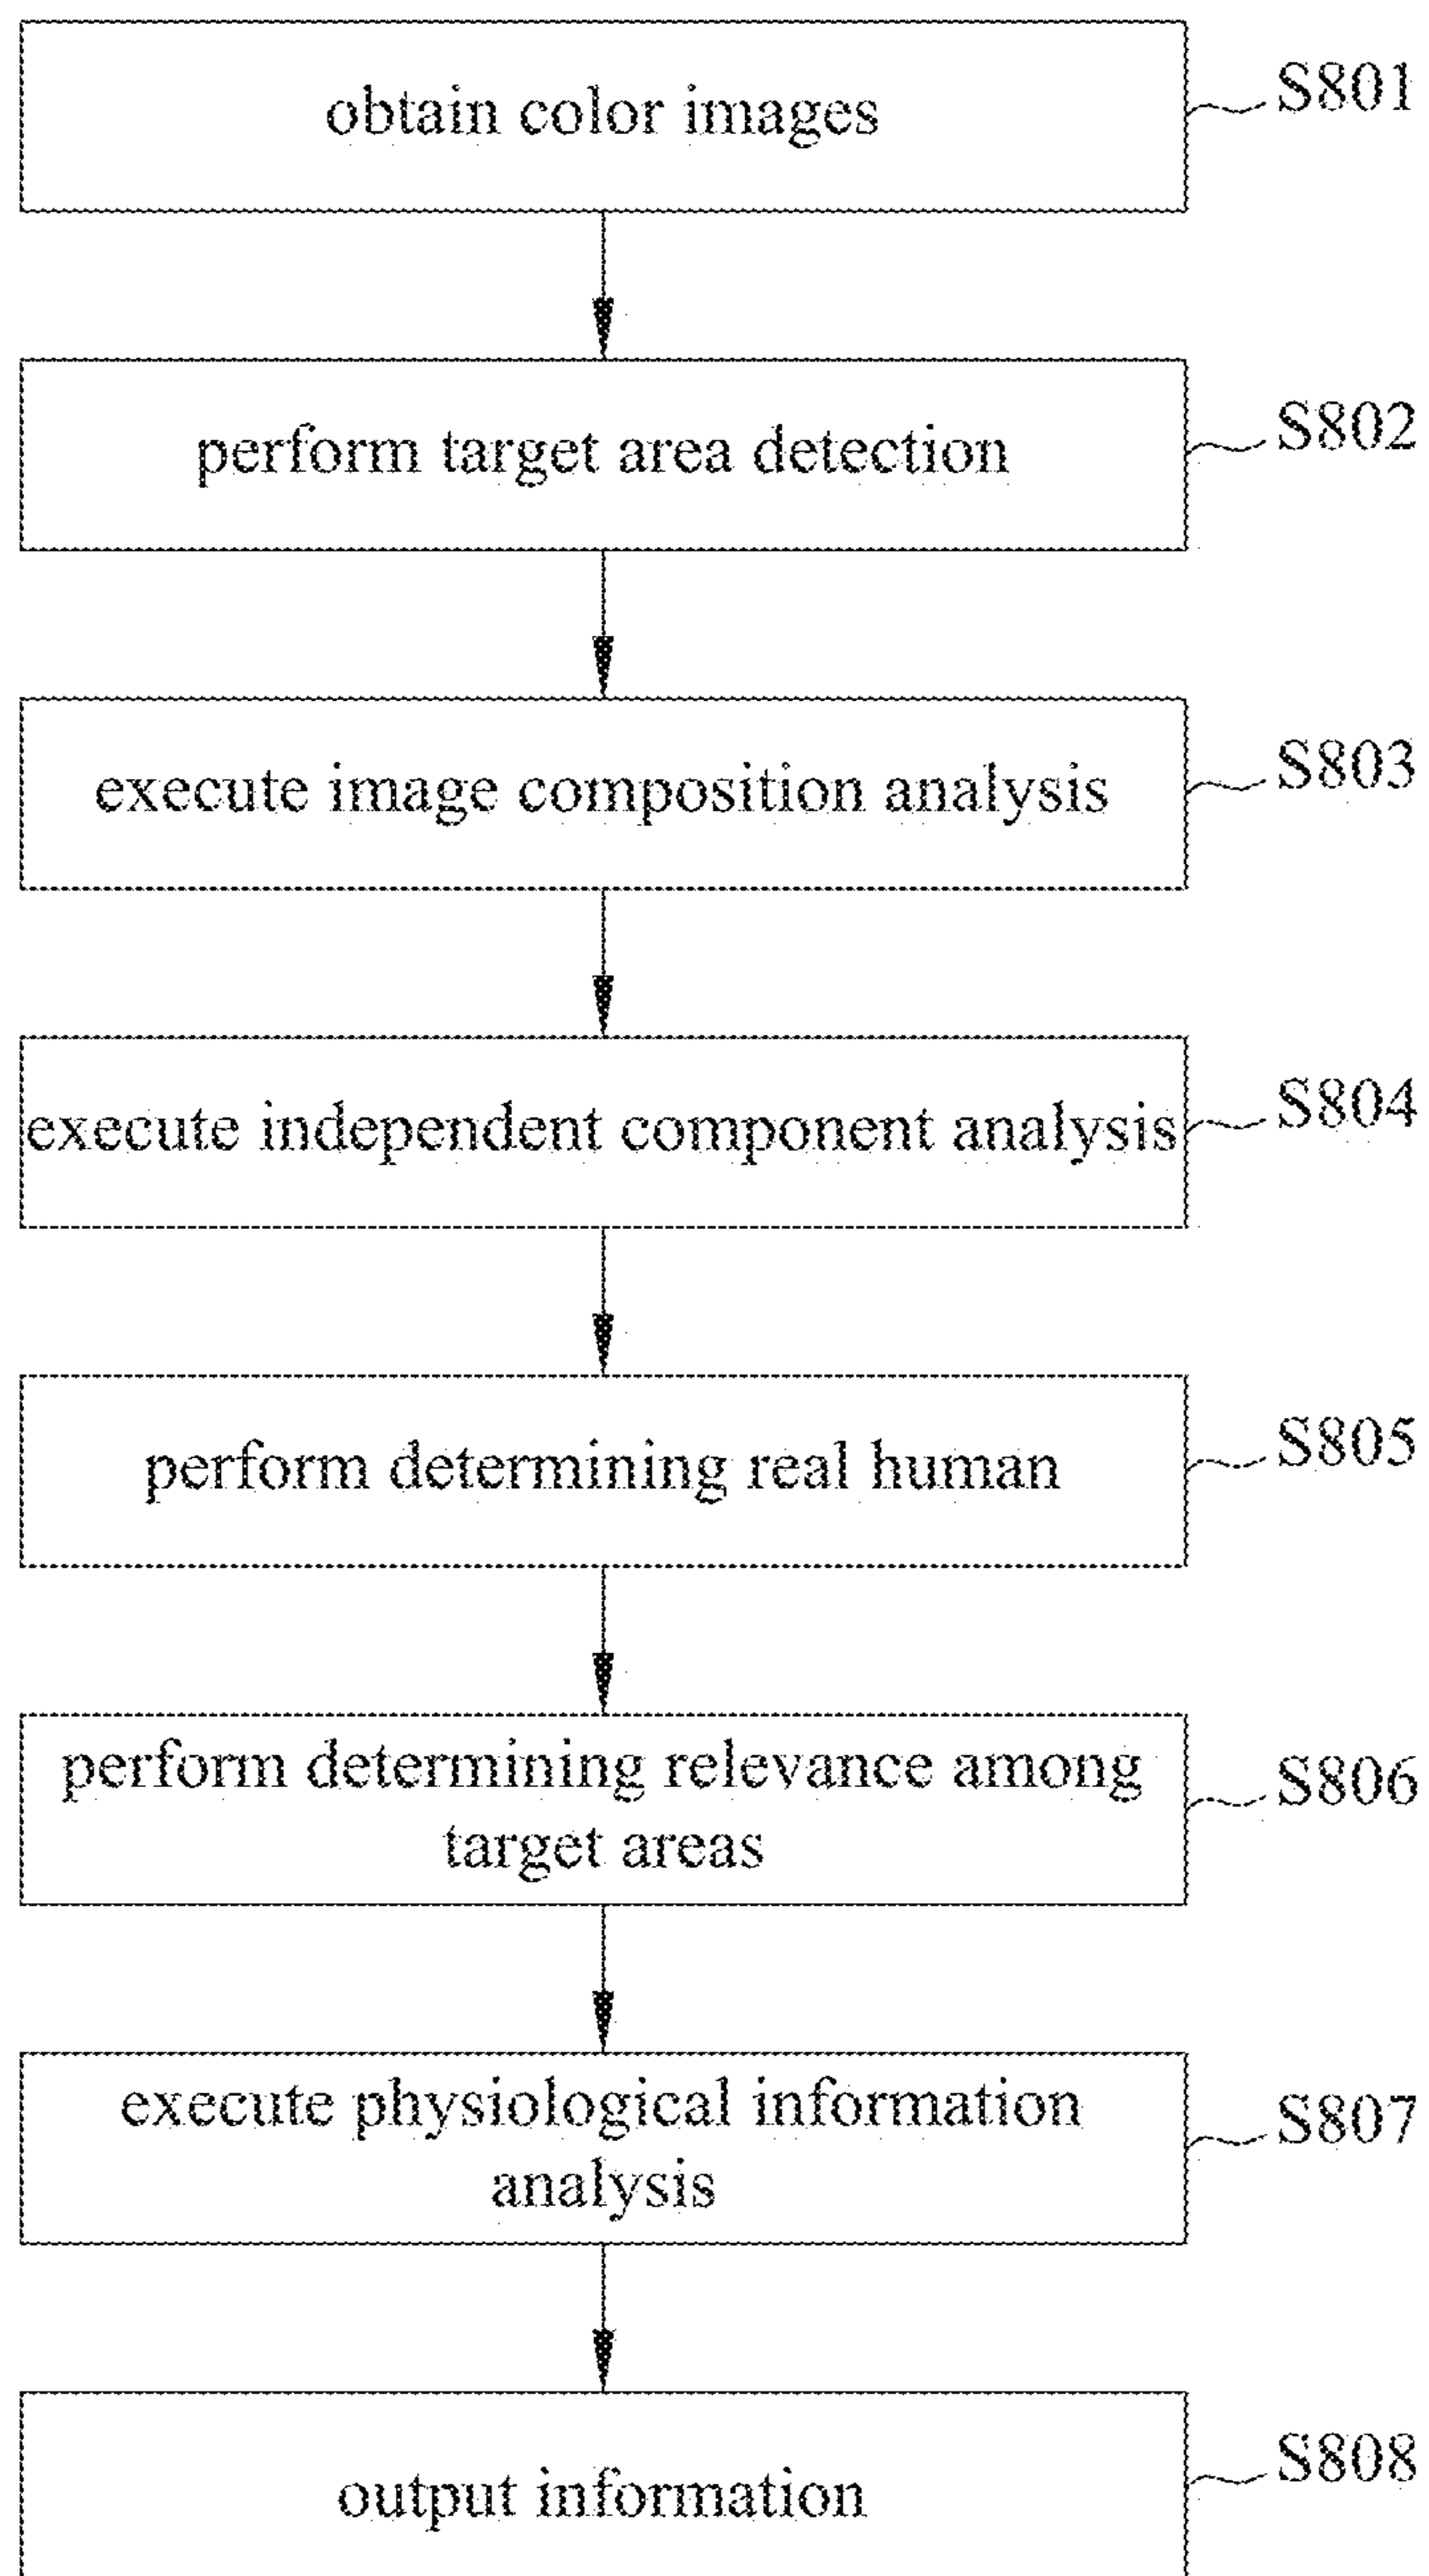 obtain color images
S801
perform target area detection
S802
execute image composition analysis
S803
execute independent component analysis
S804
perform determining real human
S805
perform determining relevance among
target areas
S806
execute physiological information
analysis
S807
output information
S808